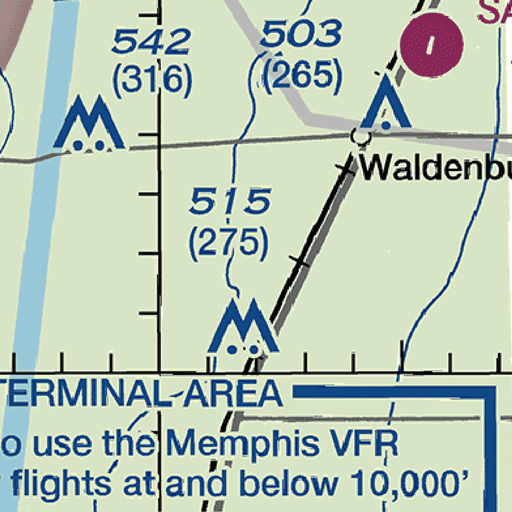 SA
542
(316)
503
(265)
Waldenbu
515
(275)
TERMINAL AREA
o use the Memphis VFR
flights at and below 10,000'